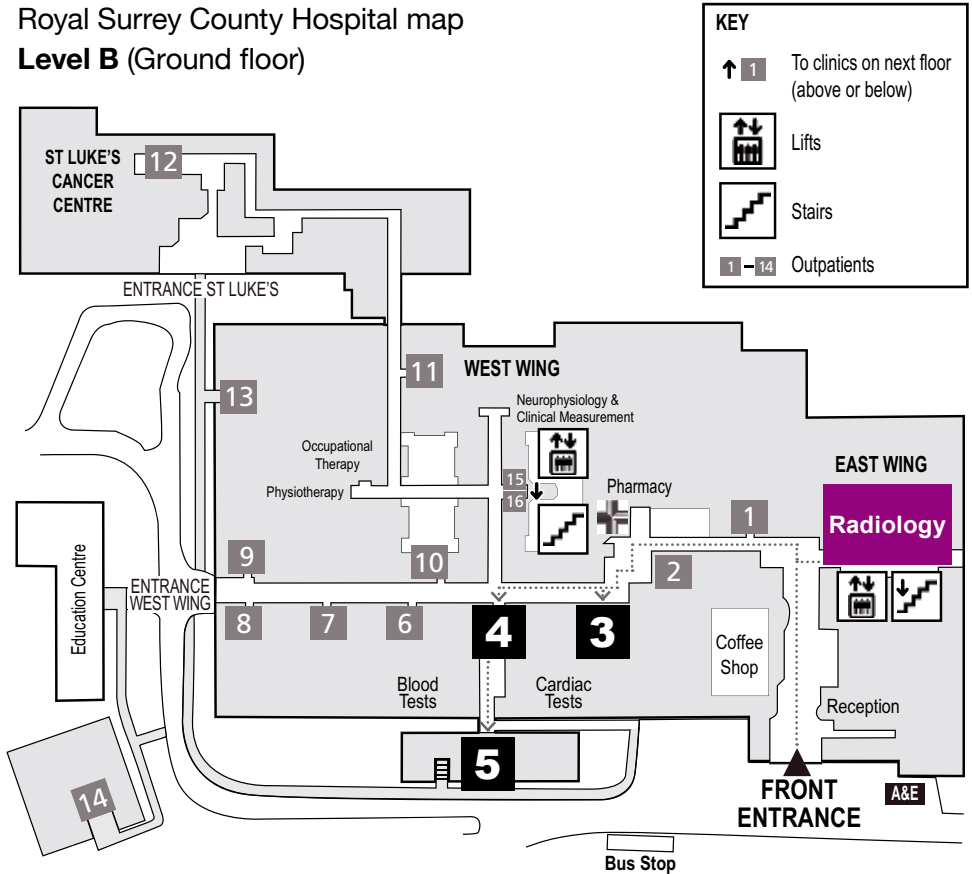 Royal Surrey County Hospital map
Level B (Ground floor)
KEY
1
To clinics on next floor
(above or below)
Lifts
Stairs
1 – 14 Outpatients
ST LUKE'S
CANCER
CENTRE
12
ENTRANCE ST LUKE'S
11
WEST WING
13
Neurophysiology &
Clinical Measurement
Occupational
Therapy
Physiotherapy
15
16
Pharmacy
EAST WING
Radiology
1
2
9
10
Education Centre
ENTRANCE
WEST WING
8
7
6
4
3
Coffee
Shop
Blood
Tests
Cardiac
Tests
Reception
5
14
FRONT
ENTRANCE
A&E
Bus Stop